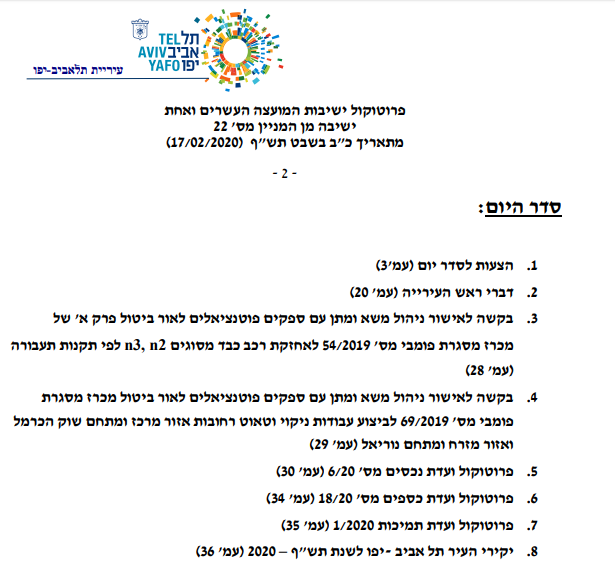 TEL תל
AVIV אביב
YAFO יפו
עיריית תלאביב-יפו
פרוטוקול ישיבות המועצה העשרים ואחת
ישיבה מן המניין מס׳ 22
מתאריך כ״ב בשבט תש״ף (17/02/2020)
- 2 -
סדר היום:
1. הצעות לסדר יום (עמ׳3)
2. דברי ראש העירייה (עמ׳ 20)
3. בקשה לאישור ניהול משא ומתן עם ספקים פוטנציאלים לאור ביטול פרק א׳ של
מכרז מסגרת פומבי מס׳ 54/2019 לאחזקת רכב כבד מסוגים n3, n2 לפי תקנות תעבורה
(עמ׳ 28)
4. בקשה לאישור ניהול משא ומתן עם ספקים פוטנציאלים לאור ביטול מכרז מסגרת
פומבי מס׳ 69/2019 לביצוע עבודות ניקוי וטאוט רחובות אזור מרכז ומתחם שוק הכרמל
ואזור מזרח ומתחם נוריאל (עמ׳ 29)
5. פרוטוקול ועדת נכסים מס׳ 6/20 (עמ׳ 30)
6. פרוטוקול ועדת כספים מס׳ 18/20 (עמ׳ 34)
7. פרוטוקול ועדת תמיכות 1/2020 (עמ׳ 35)
8. יקירי העיר תל אביב -יפו לשנת תש״ף – 2020 (עמ׳ 36)